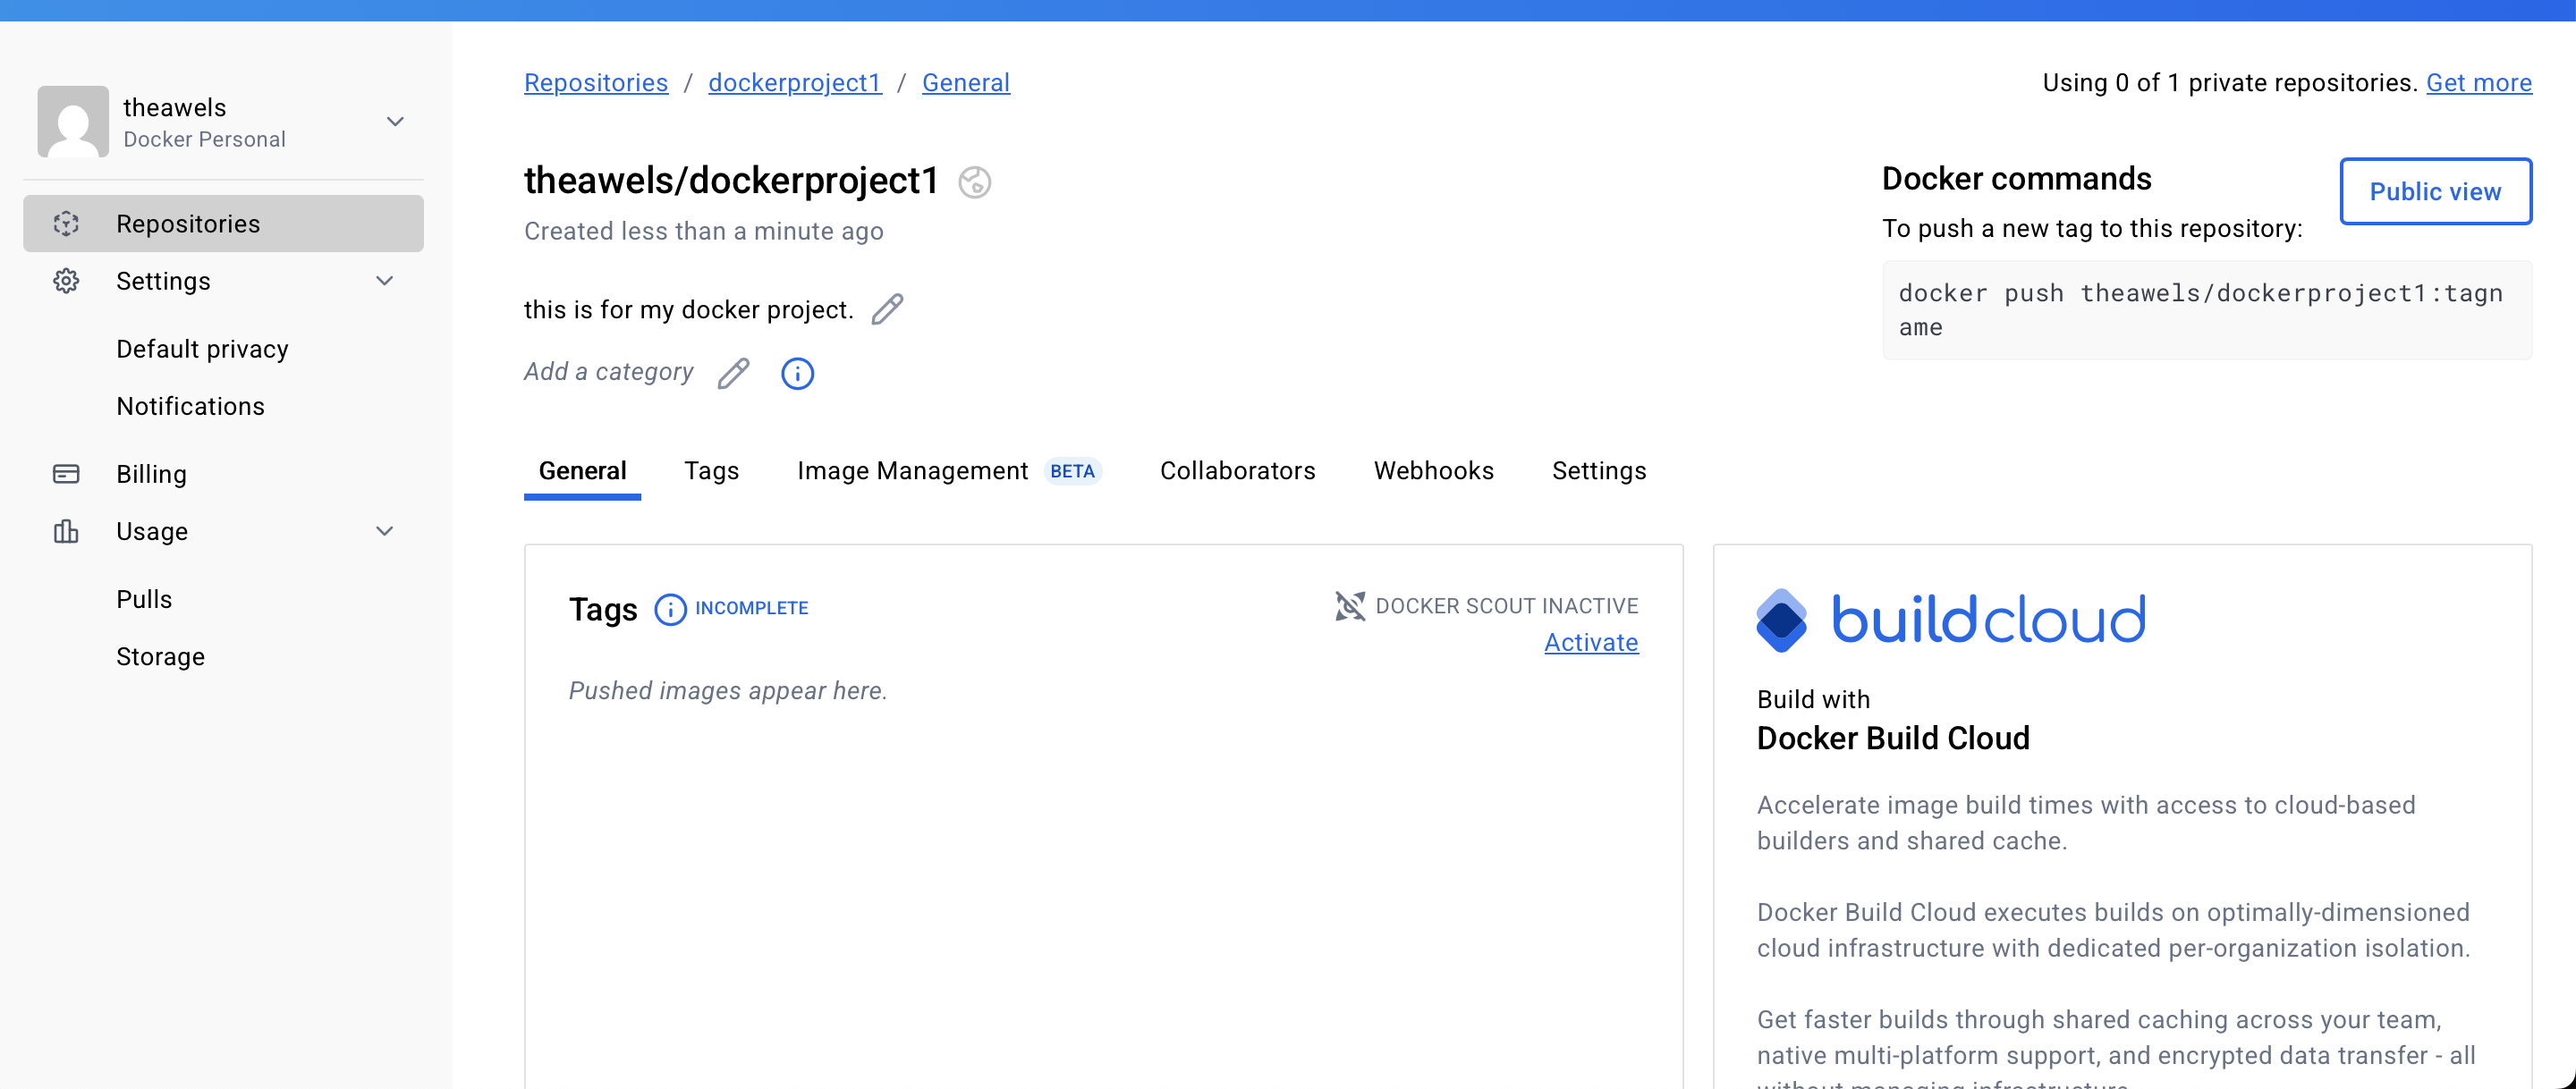 theawels
Docker Personal
Repositories
Settings
Default privacy
Notifications
Billing
Usage
Pulls
Storage
Repositories / dockerproject1 / General
Using 0 of 1 private repositories. Get more
theawels/dockerproject1
Created less than a minute ago
this is for my docker project.
Add a category
Docker commands
Public view
To push a new tag to this repository:
docker push theawels/dockerproject1:tagn
ame
General Tags Image Management BETA Collaborators Webhooks Settings
Tags INCOMPLETE
DOCKER SCOUT INACTIVE
Activate
Pushed images appear here.
buildcloud
Build with
Docker Build Cloud
Accelerate image build times with access to cloud-based
builders and shared cache.
Docker Build Cloud executes builds on optimally-dimensioned
cloud infrastructure with dedicated per-organization isolation.
Get faster builds through shared caching across your team,
native multi-platform support, and encrypted data transfer - all
without managing infrastructure.